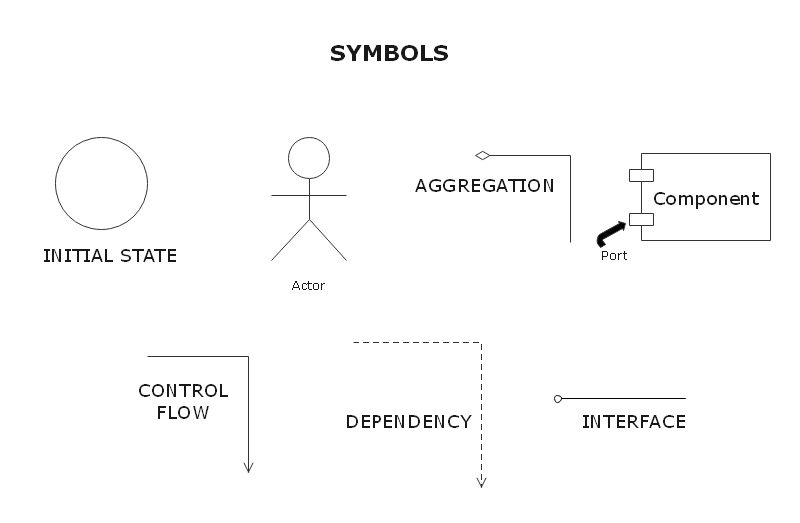 SYMBOLS
AGGREGATION
Component
INITIAL STATE
Port
Actor
CONTROL
FLOW
DEPENDENCY
INTERFACE